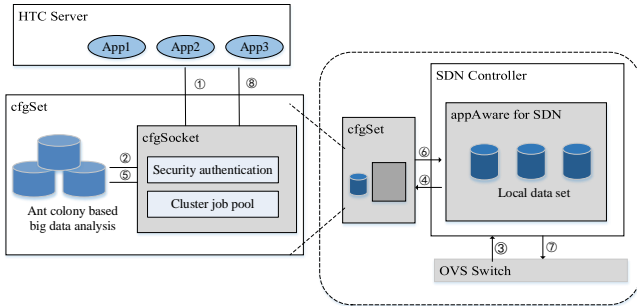 HTC Server
App1
App2
App3
①
⑧
cfgSet
cfgSocket
②
⑤
Security authentication
Cluster job pool
Ant colony based
big data analysis
cfgSet
⑥
④
SDN Controller
appAware for SDN
Local data set
③
⑦
OVS Switch